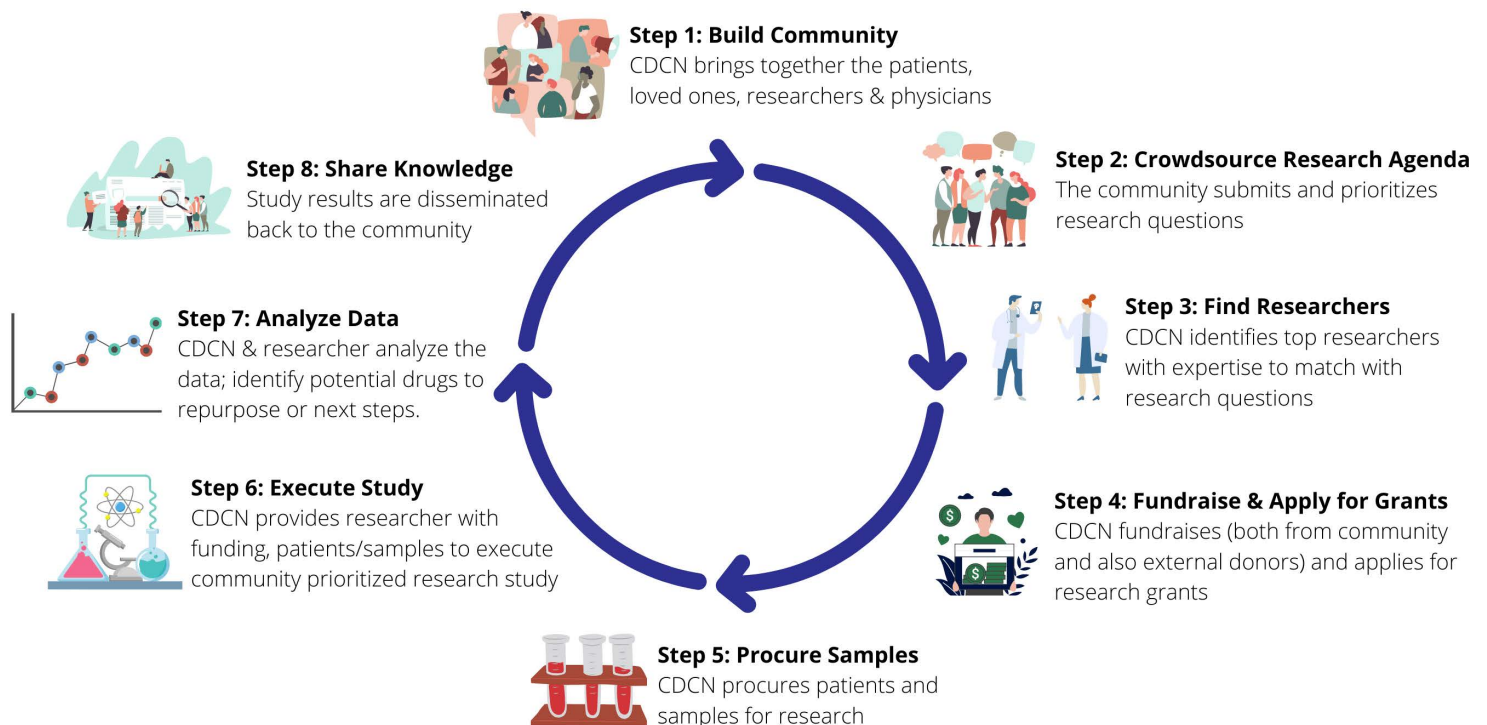 Step 1: Build Community
CDCN brings together the patients,
loved ones, researchers & physicians
Step 2: Crowdsource Research Agenda
The community submits and prioritizes
research questions
Step 3: Find Researchers
CDCN identifies top researchers
with expertise to match with
research questions
Step 4: Fundraise & Apply for Grants
CDCN fundraises (both from community
and also external donors) and applies for
research grants
Step 5: Procure Samples
CDCN procures patients and
samples for research
Step 6: Execute Study
CDCN provides researcher with
funding, patients/samples to execute
community prioritized research study
Step 7: Analyze Data
CDCN & researcher analyze the
data; identify potential drugs to
repurpose or next steps.
Step 8: Share Knowledge
Study results are disseminated
back to the community
$
$